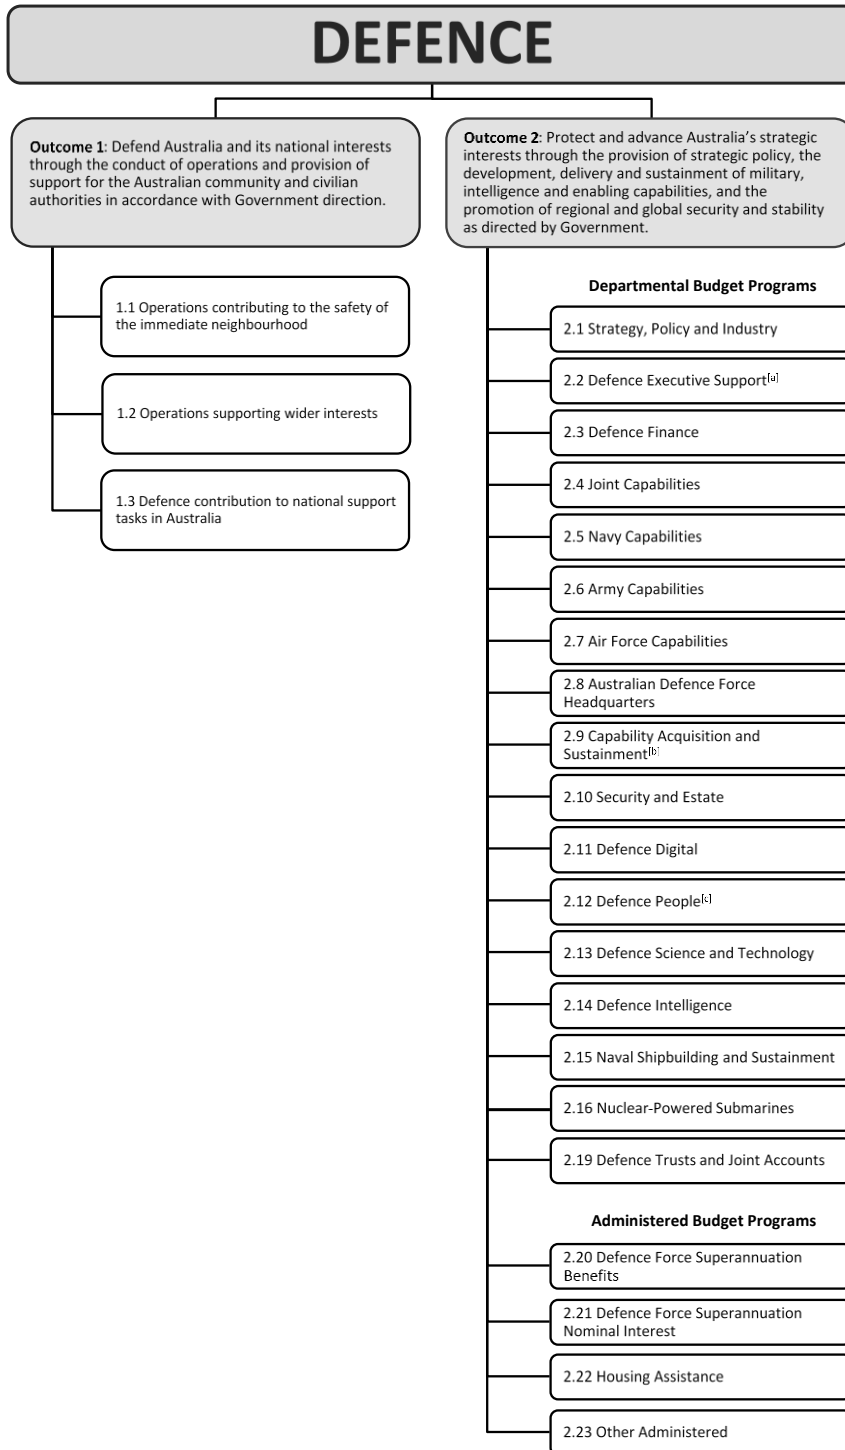 DEFENCE
Outcome 1: Defend Australia and its national interests
through the conduct of operations and provision of
support for the Australian community and civilian
authorities in accordance with Government direction.
1.1 Operations contributing to the safety of
the immediate neighbourhood
1.2 Operations supporting wider interests
1.3 Defence contribution to national support
tasks in Australia
Outcome 2: Protect and advance Australia's strategic
interests through the provision of strategic policy, the
development, delivery and sustainment of military,
intelligence and enabling capabilities, and the
promotion of regional and global security and stability
as directed by Government.
Departmental Budget Programs
2.1 Strategy, Policy and Industry
2.2 Defence Executive Support[a]
2.3 Defence Finance
2.4 Joint Capabilities
2.5 Navy Capabilities
2.6 Army Capabilities
2.7 Air Force Capabilities
2.8 Australian Defence Force
Headquarters
2.9 Capability Acquisition and
Sustainment[b]
2.10 Security and Estate
2.11 Defence Digital
2.12 Defence People[c]
2.13 Defence Science and Technology
2.14 Defence Intelligence
2.15 Naval Shipbuilding and Sustainment
2.16 Nuclear-Powered Submarines
2.19 Defence Trusts and Joint Accounts
Administered Budget Programs
2.20 Defence Force Superannuation
Benefits
2.21 Defence Force Superannuation
Nominal Interest
2.22 Housing Assistance
2.23 Other Administered